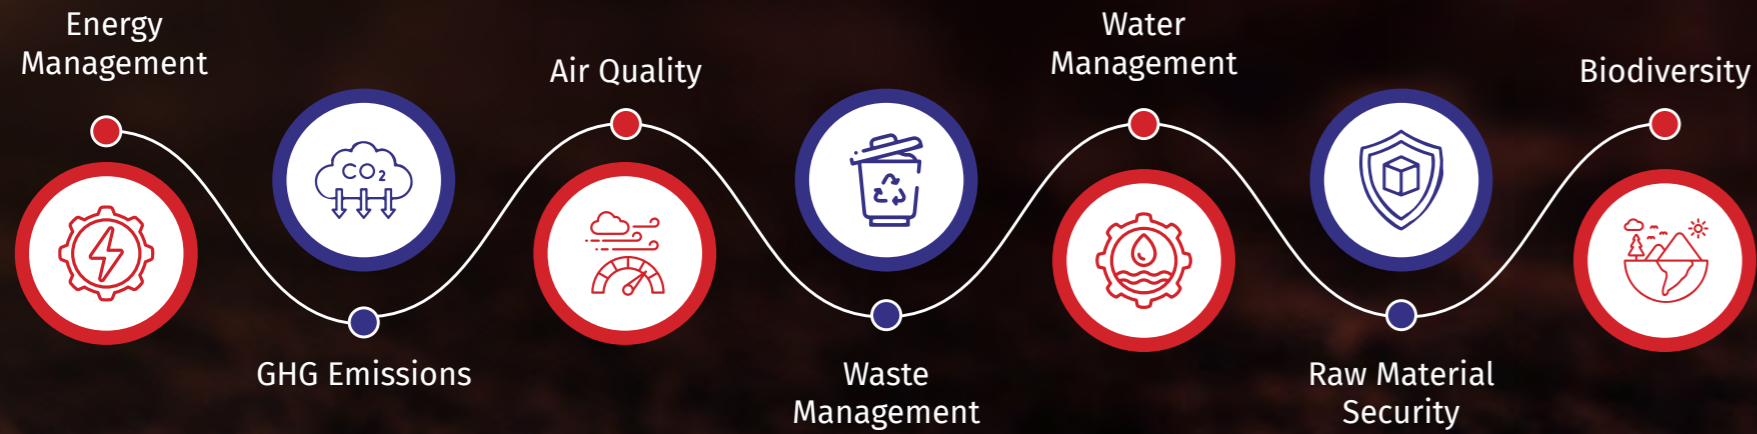 Energy
Management
GHG Emissions
CO₂
Air Quality
Waste
Management
Water
Management
Raw Material
Security
Biodiversity